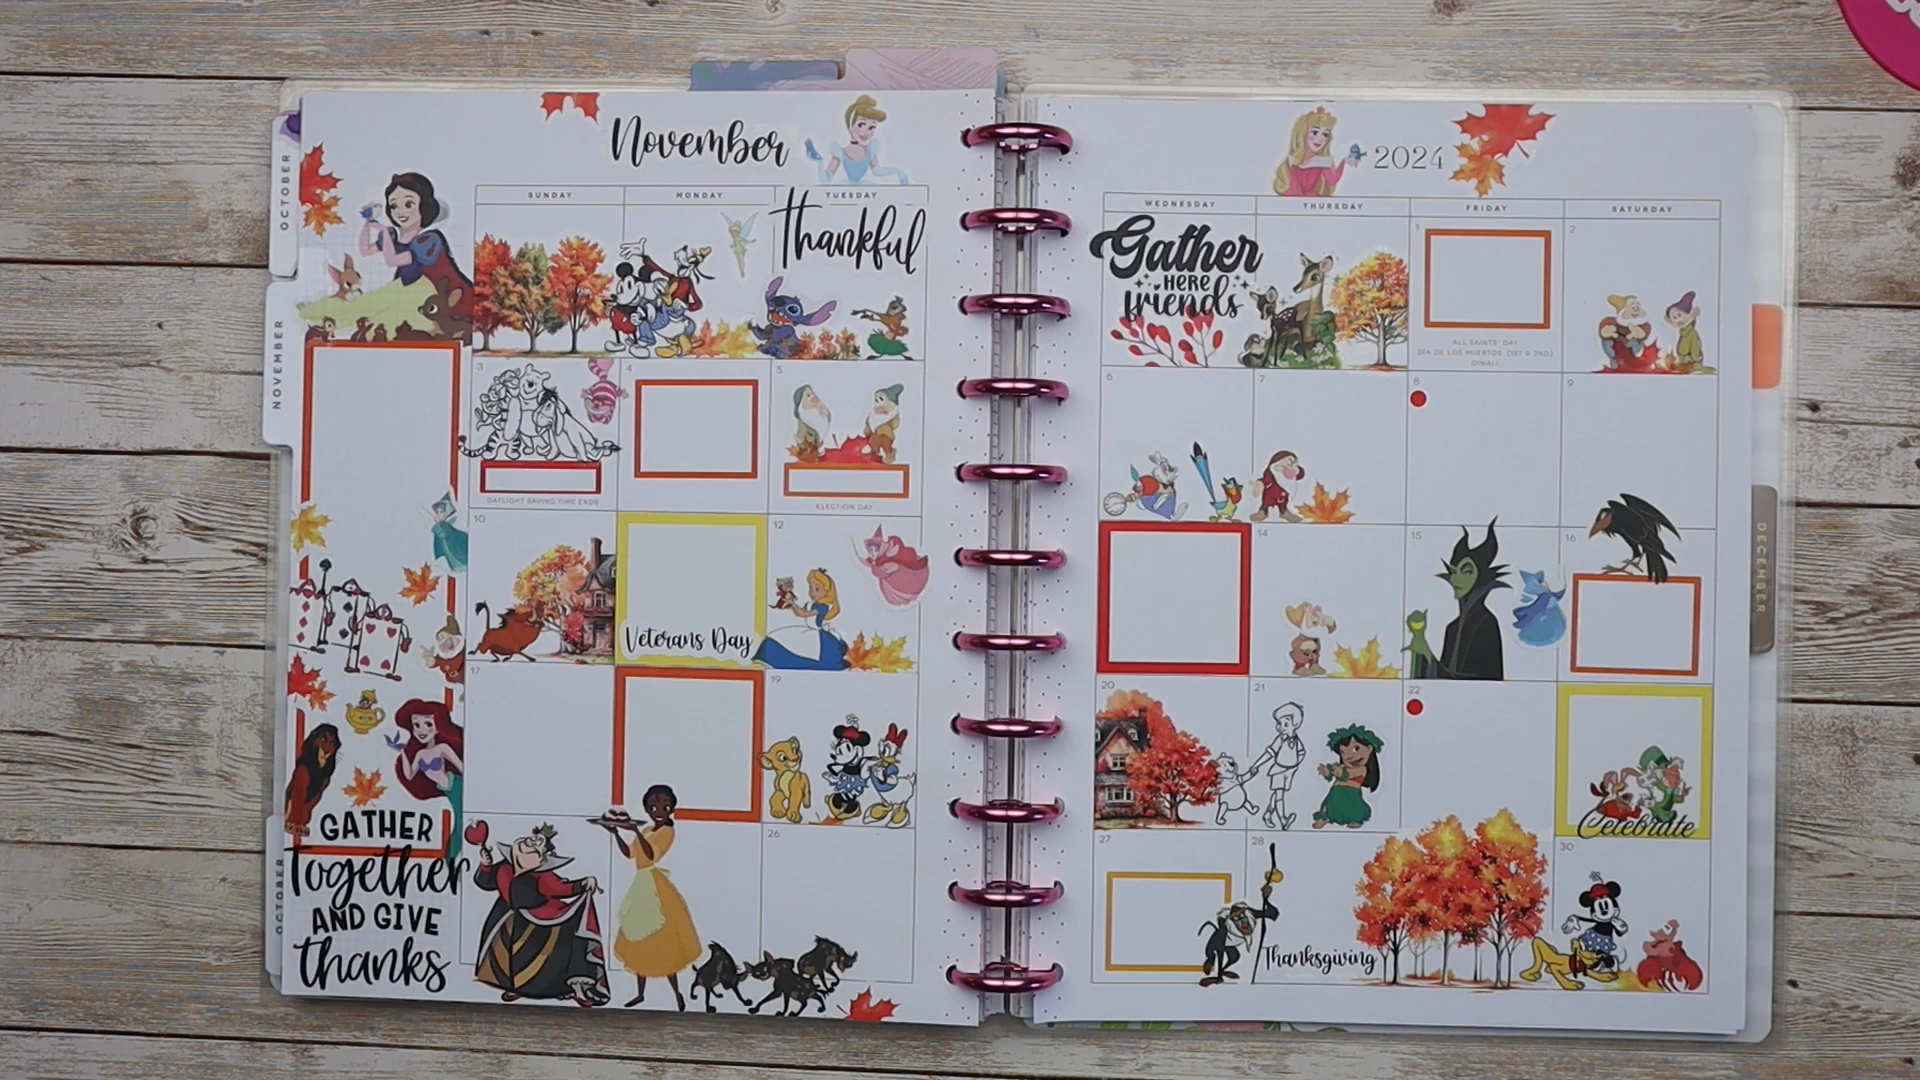 November
2024
OCTOBER
NOVEMBER
OCTOBER
DECEMBER
SUNDAY MONDAY TUESDAY
WEDNESDAY THURSDAY FRIDAY SATURDAY
thankful
Gather
HERE
friends
1
2
ALL SAINTS' DAY
DÍA DE LOS MUERTOS (1ST & 2ND)
DIWALI
3
4
5
DAYLIGHT SAVING TIME ENDS
ELECTION DAY
6
7
8
9
10
Veterans Day
12
14
15
16
17
19
20
21
22
Celebrate
26
27
28
Thanksgiving
30
GATHER
Together
AND GIVE
thanks